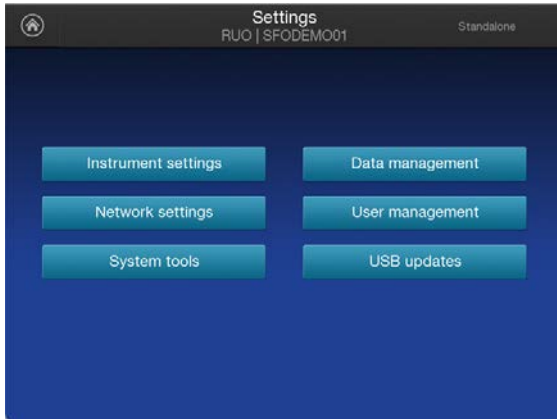 Settings
RUO | SFODEMO01
Standalone
Instrument settings
Data management
Network settings
User management
System tools
USB updates